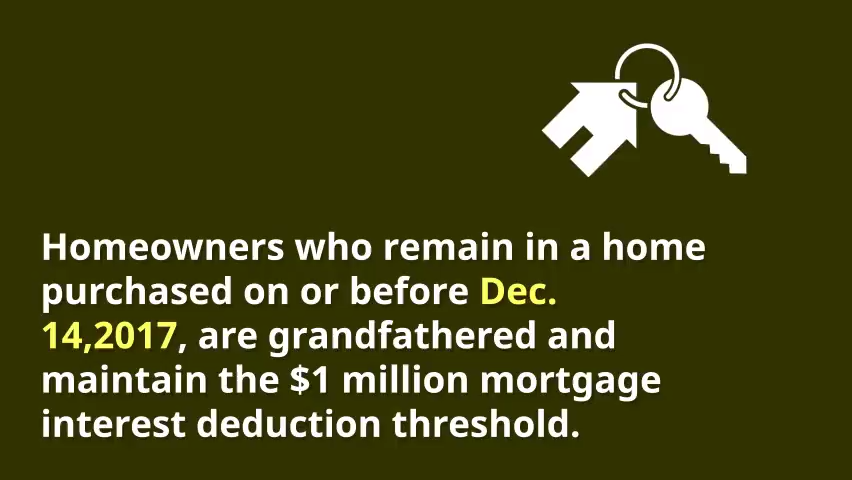 Homeowners who remain in a home
purchased on or before Dec.
14,2017, are grandfathered and
maintain the $1 million mortgage
interest deduction threshold.